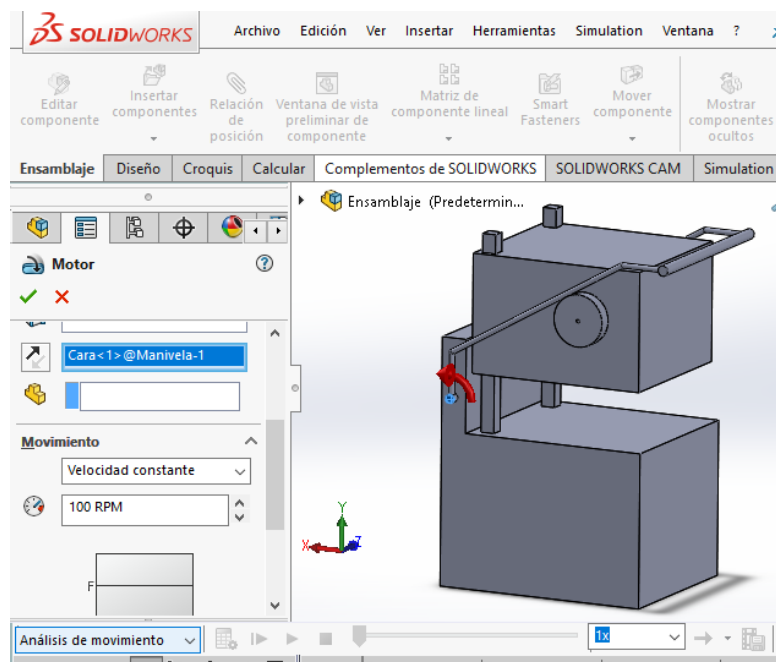 SOLIDWORKS Archivo Edición Ver Insertar Herramientas Simulation Ventana ?
Editar componente
Insertar componentes
Relación de posición
Ventana de vista preliminar de componente
Matriz de componente lineal
Smart Fasteners
Mover componente
Mostrar componentes ocultos
Ensamblaje Diseño Croquis Calcular Complementos de SOLIDWORKS SOLIDWORKS CAM Simulation
Ensamblaje (Predetermin...
Motor ?
Cara<1>@Manivela-1
Movimiento
Velocidad constante
100 RPM
F
Y
X
Z
Análisis de movimiento 1x